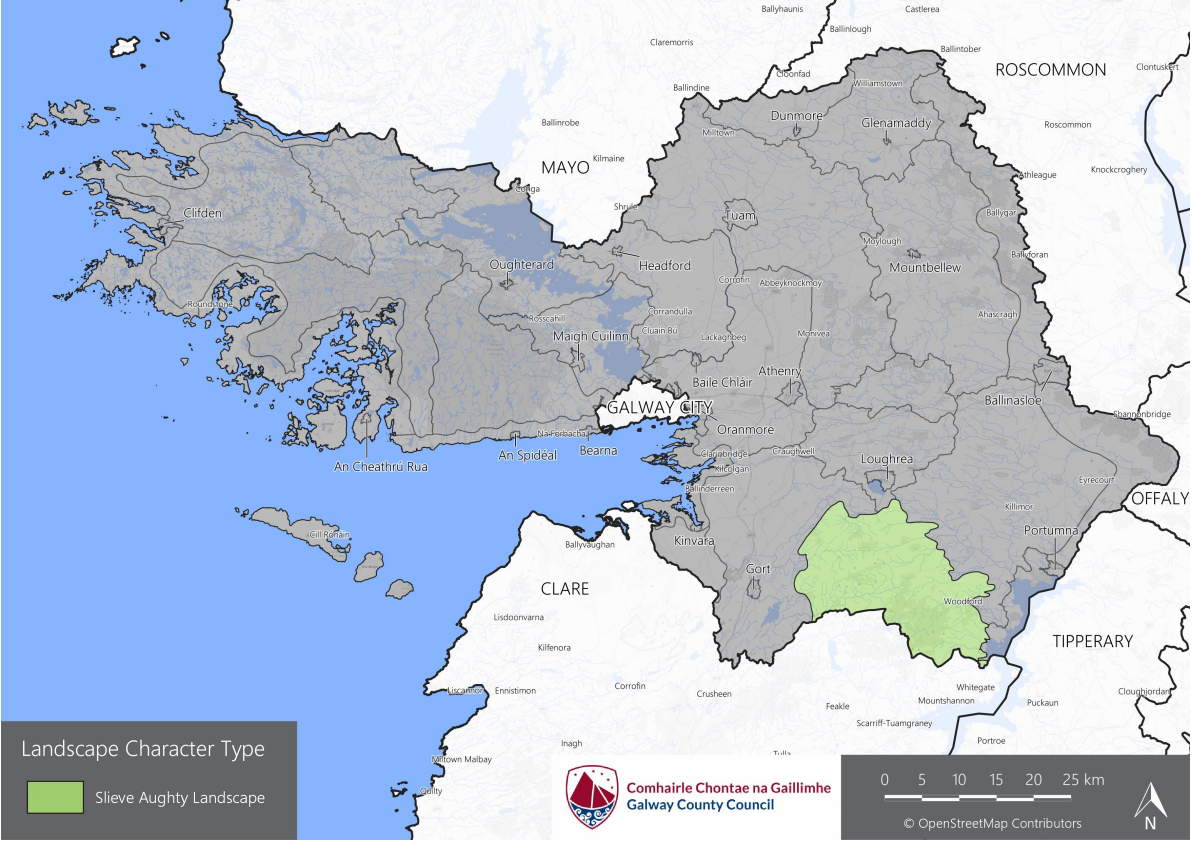 Ballyhaunis
Castlerea
Ballinlough
Claremorris
Ballintober
ROSCOMMON
Clontuskert
Cloonfad
Williamstown
Ballindine
Dunmore
Glenamaddy
Ballinrobe
Milltown
Roscommon
MAYO
Kilmaine
Athleague
Knockcroghery
Conga
Shrule
Clifden
Tuam
Ballygar
Moylough
Ballyforan
Oughterard
Headford
Mountbellew
Corrofin
Abbeyknockmoy
Roundstone
Rosscahill
Corrandulla
Ahascragh
Maigh Cuilinn
Cluain Bú
Lackaghbeg
Monivea
Athenry
Baile Chláir
Ballinasloe
GALWAY CITY
Shannonbridge
Na Forbacha
Oranmore
An Spidéal
Bearna
Clarinbridge
Craughwell
Loughrea
An Cheathrú Rua
Kilcolgan
Eyrecourt
Ballinderreen
OFFALY
Killimor
Cill Rónáin
Portumna
Kinvara
Ballyvaughan
Gort
CLARE
Woodford
Lisdoonvarna
TIPPERARY
Kilfenora
Liscannor
Ennistimon
Corrofin
Crusheen
Whitegate
Mountshannon
Cloughjordan
Puckaun
Feakle
Scarriff-Tuamgraney
Inagh
Portroe
Tulla
Miltown Malbay
Quilty
Landscape Character Type
Slieve Aughty Landscape
Comhairle Chontae na Gaillimhe
Galway County Council
0 5 10 15 20 25 km
© OpenStreetMap Contributors
N